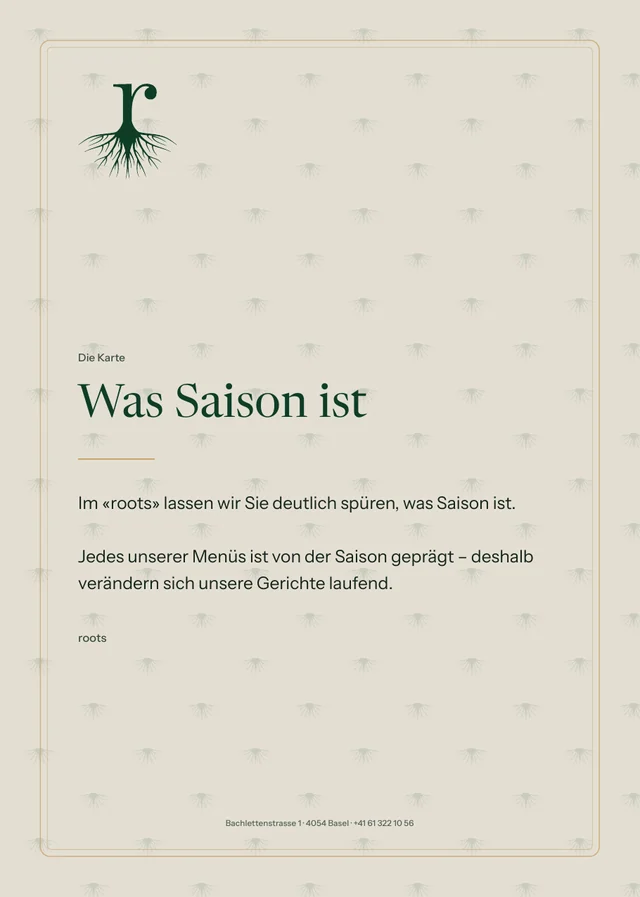 r
Die Karte
Was Saison ist
Im «roots» lassen wir Sie deutlich spüren, was Saison ist.
Jedes unserer Menüs ist von der Saison geprägt – deshalb
verändern sich unsere Gerichte laufend.
roots
Bachlettenstrasse 1 · 4054 Basel · +41 61 322 10 56